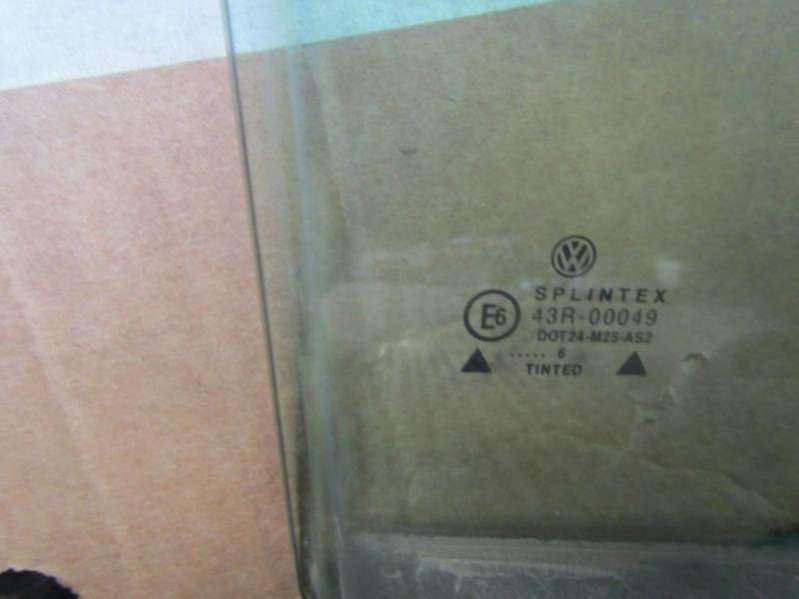 SPLINTEX
E6 43R-00049
DOT24-M25-AS2
..... 6
TINTED